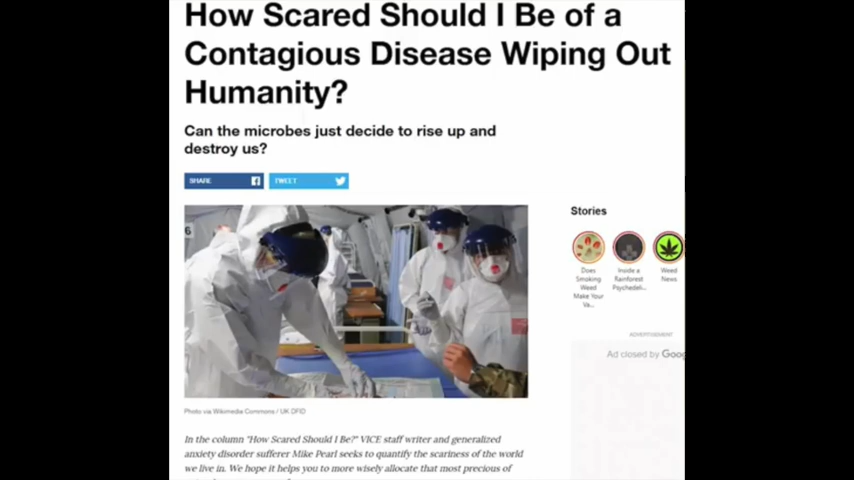 How Scared Should I Be of a
Contagious Disease Wiping Out
Humanity?
Can the microbes just decide to rise up and
destroy us?
SHARE
TWEET
6
Photo via Wikimedia Commons / UK DFID
In the column "How Scared Should I Be?" VICE staff writer and generalized
anxiety disorder sufferer Mike Pearl seeks to quantify the scariness of the world
we live in. We hope it helps you to more wisely allocate that most precious of
Stories
Does
Smoking
Weed
Make Your
Va...
Inside a
Rainforest
Psychedeli...
Weed
News
ADVERTISEMENT
Ad closed by Goog